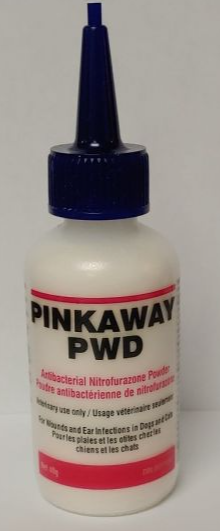 PINKAWAY
PWD
Antibacterial Nitrofurazone Powder
Poudre antibactérienne de nitrofurazone
Veterinary use only / Usage vétérinaire seulement
For Wounds and Ear Infections in Dogs and Cats
Pour les plaies et les otites chez les
chiens et les chats